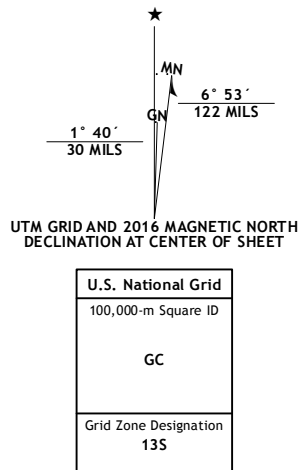 ★
MN
GN
6° 53´
122 MILS
1° 40´
30 MILS
UTM GRID AND 2016 MAGNETIC NORTH
DECLINATION AT CENTER OF SHEET
U.S. National Grid
100,000-m Square ID
GC
Grid Zone Designation
13S